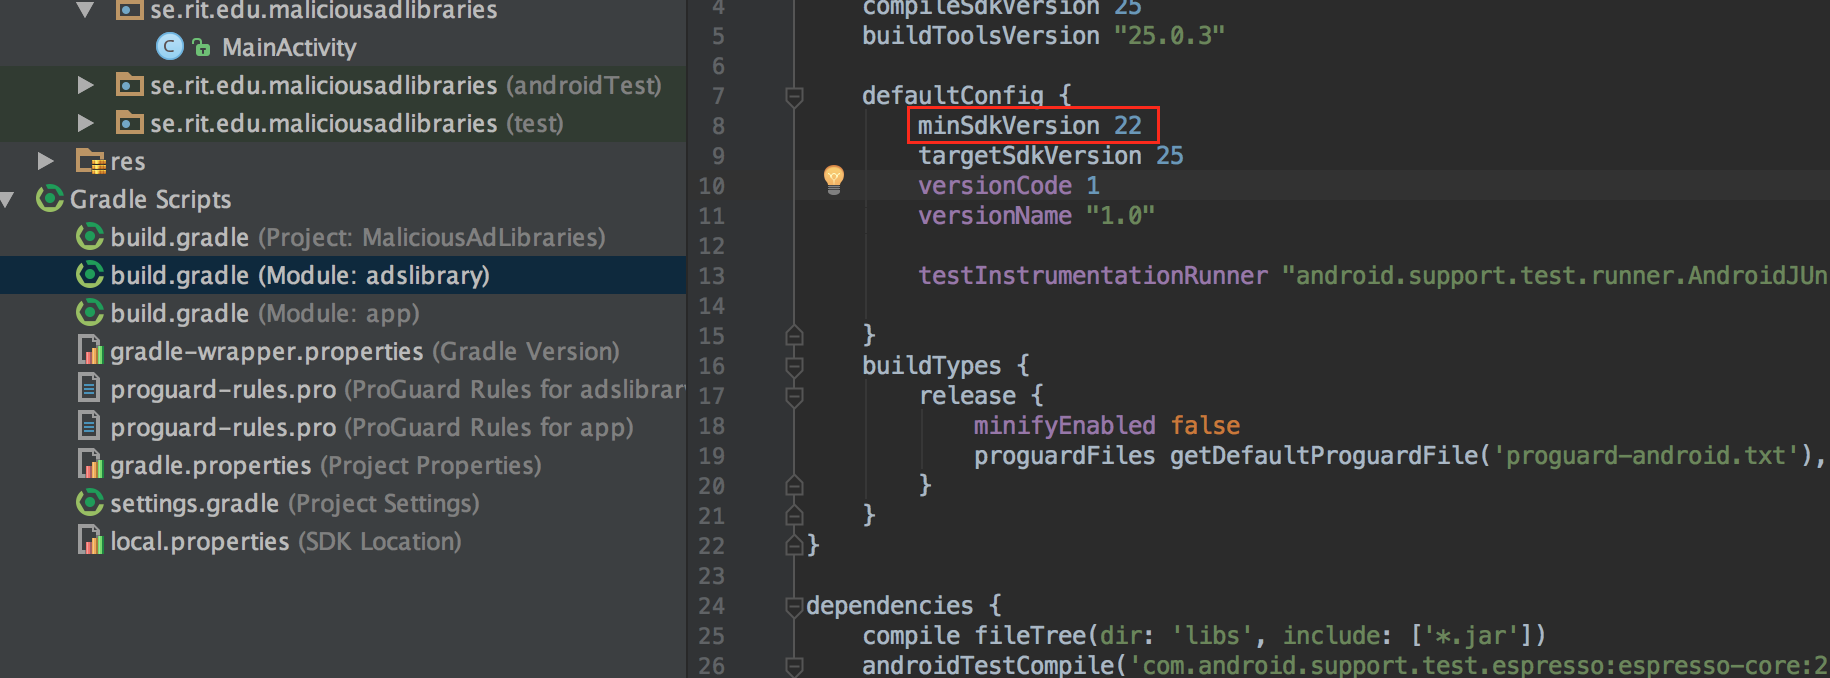 se.rit.edu.maliciousadlibraries
MainActivity
se.rit.edu.maliciousadlibraries (androidTest)
se.rit.edu.maliciousadlibraries (test)
res
Gradle Scripts
build.gradle (Project: MaliciousAdLibraries)
build.gradle (Module: adslibrary)
build.gradle (Module: app)
gradle-wrapper.properties (Gradle Version)
proguard-rules.pro (ProGuard Rules for adslibrar
proguard-rules.pro (ProGuard Rules for app)
gradle.properties (Project Properties)
settings.gradle (Project Settings)
local.properties (SDK Location)
4 compileSdkVersion 25
5 buildToolsVersion "25.0.3"
6
7 defaultConfig {
8 minSdkVersion 22
9 targetSdkVersion 25
10 versionCode 1
11 versionName "1.0"
12
13 testInstrumentationRunner "android.support.test.runner.AndroidJUn
14
15 }
16 buildTypes {
17 release {
18 minifyEnabled false
19 proguardFiles getDefaultProguardFile('proguard-android.txt'),
20 }
21 }
22 }
23
24 dependencies {
25 compile fileTree(dir: 'libs', include: ['*.jar'])
26 androidTestCompile('com.android.support.test.espresso:espresso-core:2